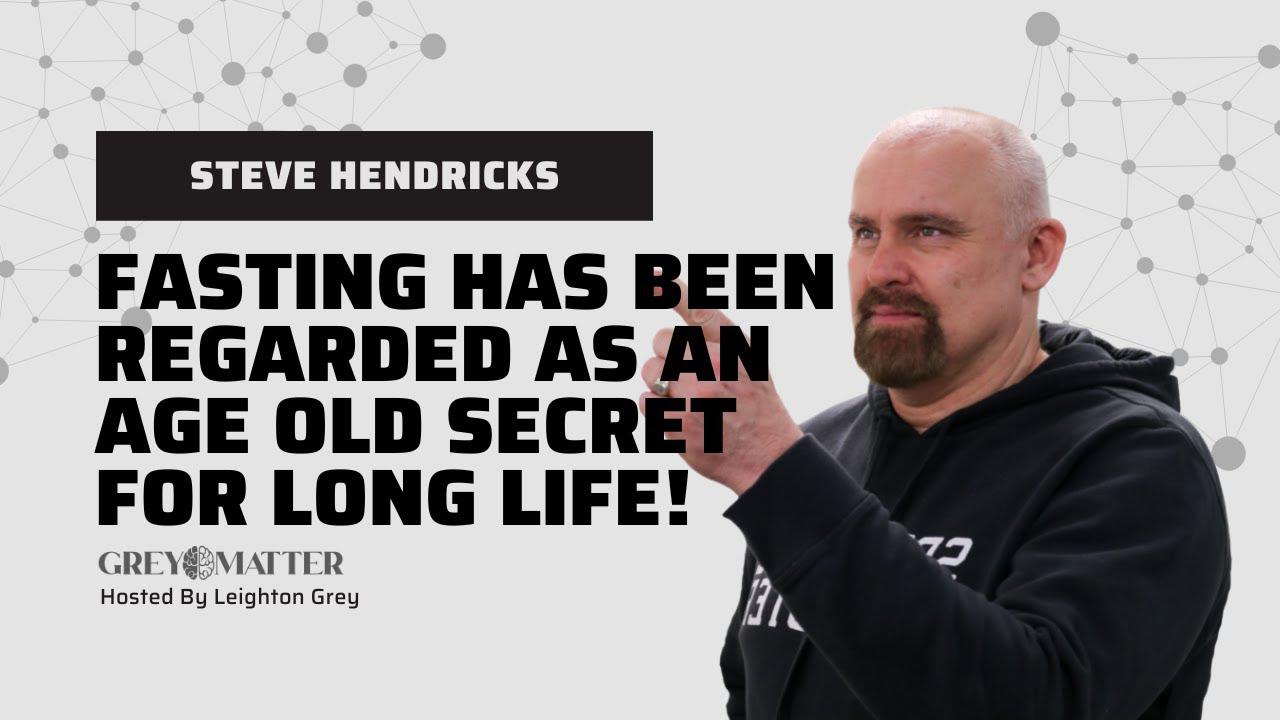 STEVE HENDRICKS
FASTING HAS BEEN
REGARDED AS AN
AGE OLD SECRET
FOR LONG LIFE!
GREY MATTER
Hosted By Leighton Grey